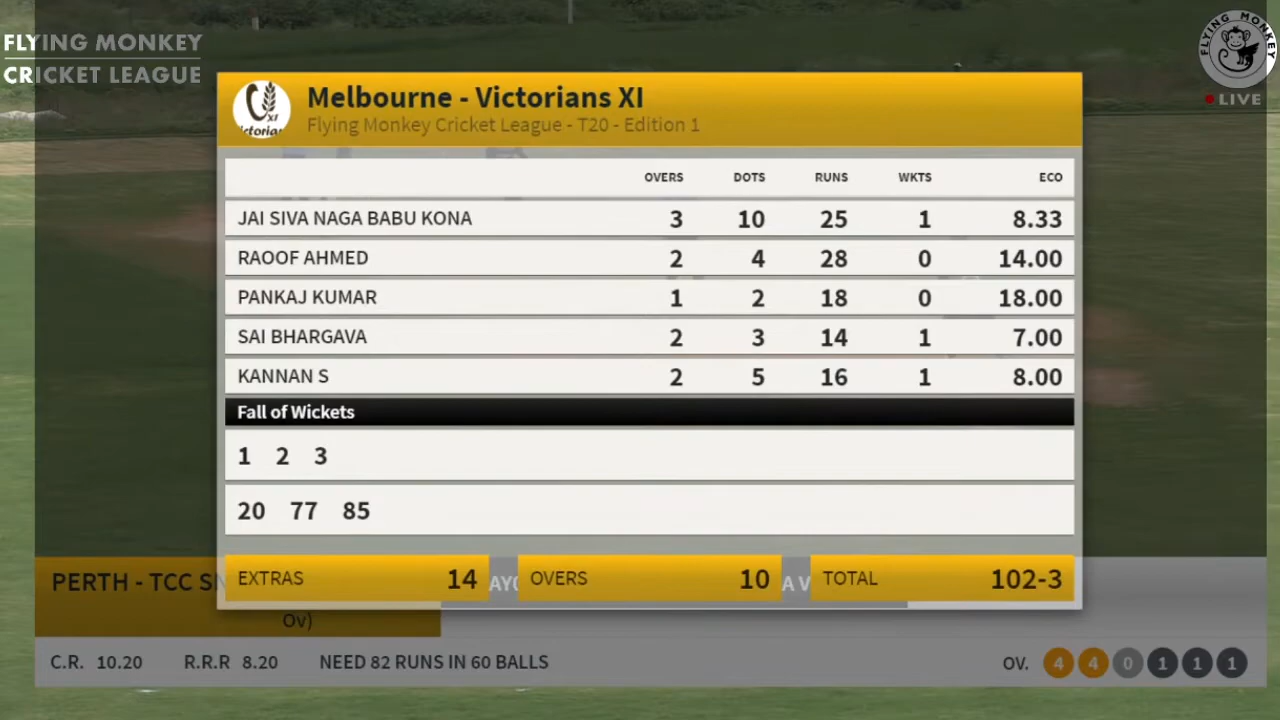 FLYING MONKEY
CRICKET LEAGUE
FLYING MONKEY
LIVE
XI
Melbourne - Victorians XI
Flying Monkey Cricket League - T20 - Edition 1
OVERS DOTS RUNS WKTS ECO
JAI SIVA NAGA BABU KONA 3 10 25 1 8.33
RAOOF AHMED 2 4 28 0 14.00
PANKAJ KUMAR 1 2 18 0 18.00
SAI BHARGAVA 2 3 14 1 7.00
KANNAN S 2 5 16 1 8.00
Fall of Wickets
1 2 3
20 77 85
EXTRAS 14 OVERS 10 TOTAL 102-3
PERTH - TCC
Ov)
C.R. 10.20 R.R.R 8.20 NEED 82 RUNS IN 60 BALLS OV. 4 4 0 1 1 1